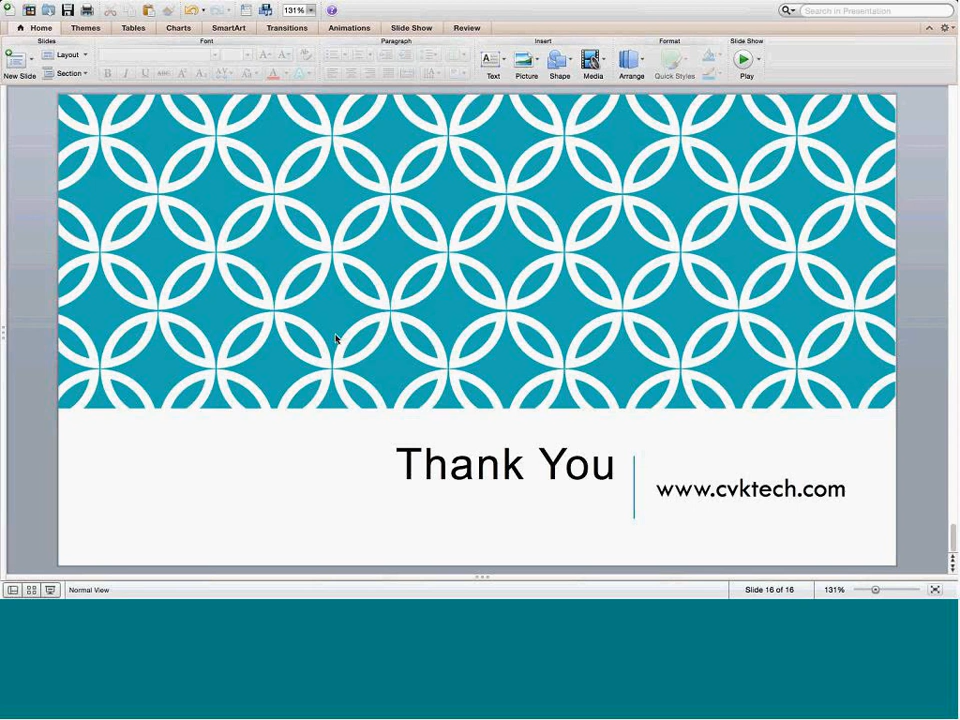 131%
Search in Presentation
Home Themes Tables Charts SmartArt Transitions Animations Slide Show Review
Slides Font Paragraph Insert Format Slide Show
New Slide Layout Section
B I U ABC
Text Picture Shape Media Arrange Quick Styles Play
Thank You
www.cvktech.com
Normal View Slide 16 of 16 131%